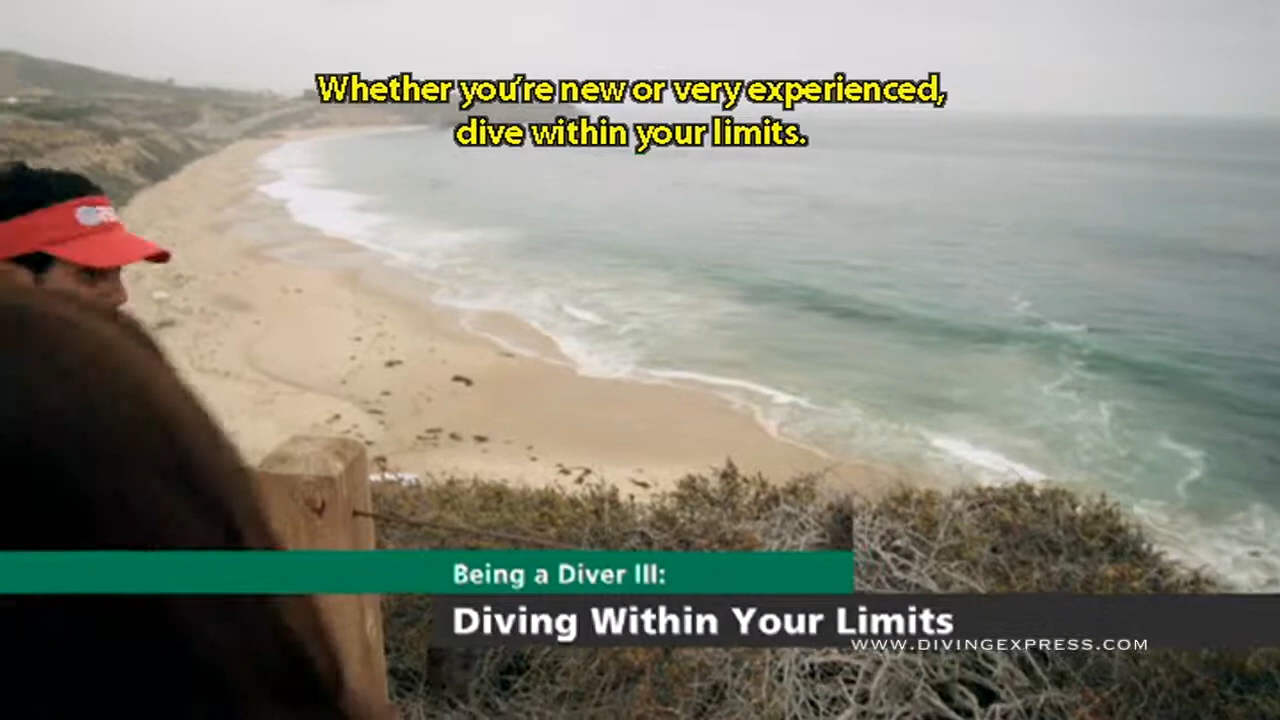 Whether you're new or very experienced,
dive within your limits.
Being a Diver III:
Diving Within Your Limits
WWW.DIVINGEXPRESS.COM